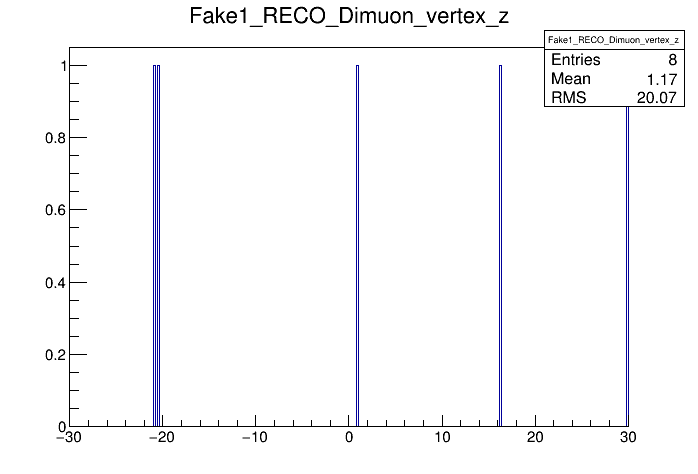 Fake1_RECO_Dimuon_vertex_z
Fake1_RECO_Dimuon_vertex_z
Entries 8
Mean 1.17
RMS 20.07
1
0.8
0.6
0.4
0.2
0
−30 −20 −10 0 10 20 30